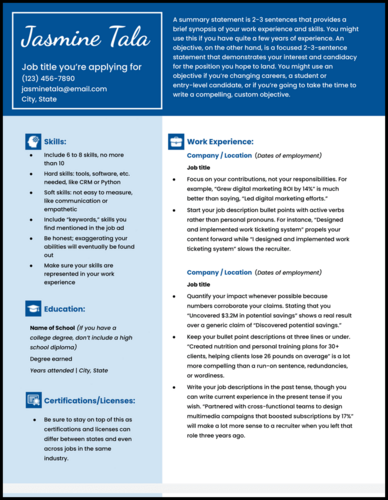 Jasmine Tala
Job title you're applying for
(123) 456-7890
jasminetala@email.com
City, State
A summary statement is 2-3 sentences that provides a
brief synopsis of your work experience and skills. You might
use this if you have quite a few years of experience. An
objective, on the other hand, is a focused 2-3-sentence
statement that demonstrates your interest and candidacy
for the position you hope to land. You might use an
objective if you're changing careers, a student or
entry-level candidate, or if you're going to take the time to
write a compelling, custom objective.
Skills:
● Include 6 to 8 skills, no more
than 10
● Hard skills: tools, software, etc.
needed, like CRM or Python
● Soft skills: not easy to measure,
like communication or
empathetic
● Include "keywords," skills you
find mentioned in the job ad
● Be honest; exaggerating your
abilities will eventually be found
out
● Make sure your skills are
represented in your work
experience
Education:
Name of School (If you have a
college degree, don't include a high
school diploma)
Degree earned
Years attended | City, State
Certifications/Licenses:
● Be sure to stay on top of this as
certifications and licenses can
differ between states and even
across jobs in the same
industry.
Work Experience:
Company / Location (Dates of employment)
Job title
● Focus on your contributions, not your responsibilities. For
example, "Grew digital marketing ROI by 14%" is much
better than saying, "Led digital marketing efforts."
● Start your job description bullet points with active verbs
rather than personal pronouns. For instance, "Designed
and implemented work ticketing system" propels your
content forward while "I designed and implemented work
ticketing system" slows the recruiter.
Company / Location (Dates of employment)
Job title
● Quantify your impact whenever possible because
numbers corroborate your claims. Stating that you
"Uncovered $3.2M in potential savings" shows a real result
over a generic claim of "Discovered potential savings."
● Keep your bullet point descriptions at three lines or under.
"Created nutrition and personal training plans for 30+
clients, helping clients lose 26 pounds on average" is a lot
more compelling than a run-on sentence, redundancies,
or wordiness.
● Write your job descriptions in the past tense, though you
can write current experience in the present tense if you
wish. "Partnered with cross-functional teams to design
multimedia campaigns that boosted subscriptions by 17%"
will make a lot more sense to a recruiter when you left that
role three years ago.